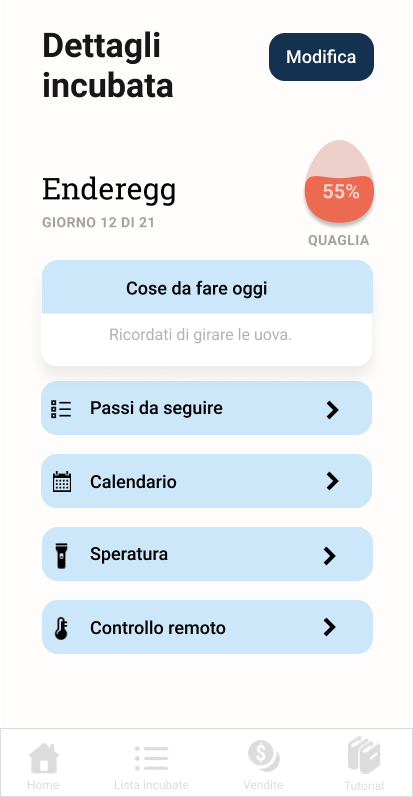 Dettagli
incubata
Modifica
Enderegg
GIORNO 12 DI 21
55%
QUAGLIA
Cose da fare oggi
Ricordati di girare le uova.
Passi da seguire
Calendario
Speratura
Controllo remoto
Home
Lista incubate
Vendite
Tutorial